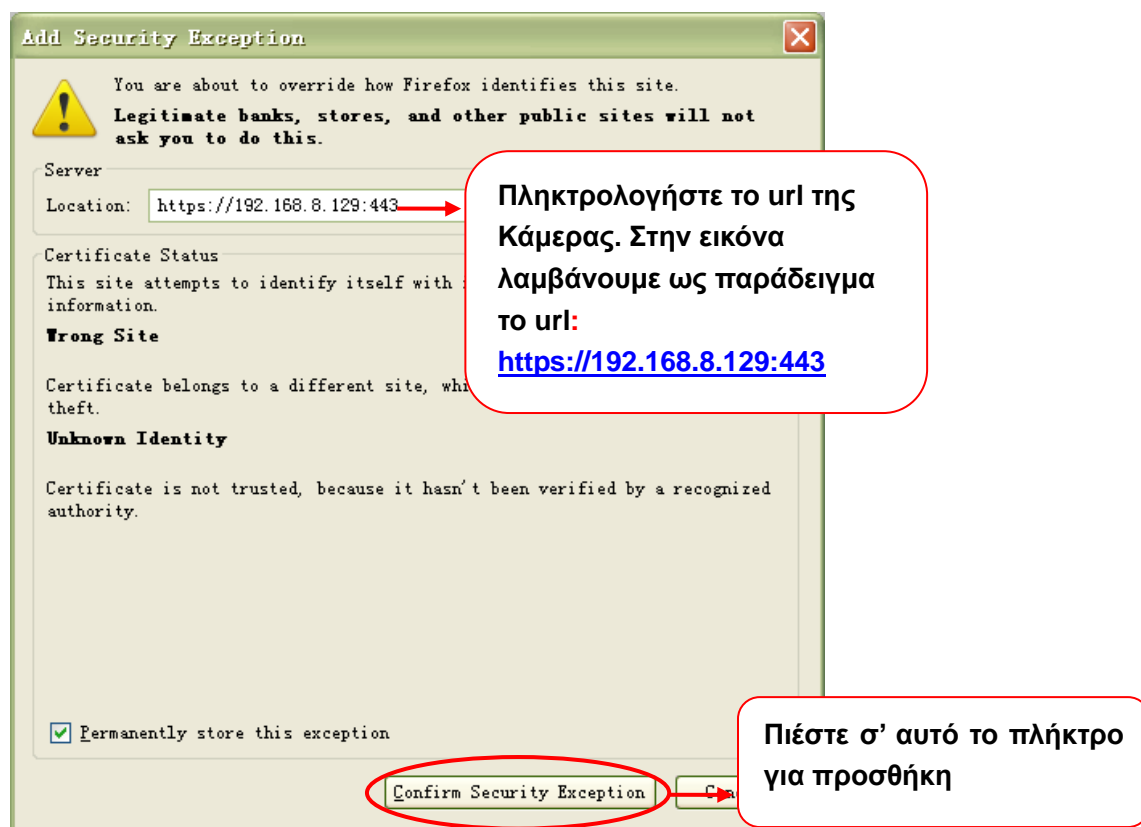 Add Security Exception
You are about to override how Firefox identifies this site.
Legitimate banks, stores, and other public sites will not
ask you to do this.
Server
Location: https://192.168.8.129:443
Πληκτρολογήστε το url της
Κάμερας. Στην εικόνα
λαμβάνουμε ως παράδειγμα
το url:
https://192.168.8.129:443
Certificate Status
This site attempts to identify itself with
information.
Wrong Site
Certificate belongs to a different site,
theft.
Unknown Identity
Certificate is not trusted, because it hasn't been verified by a recognized
authority.
Permanently store this exception
Confirm Security Exception
Πιέστε σ' αυτό το πλήκτρο
για προσθήκη